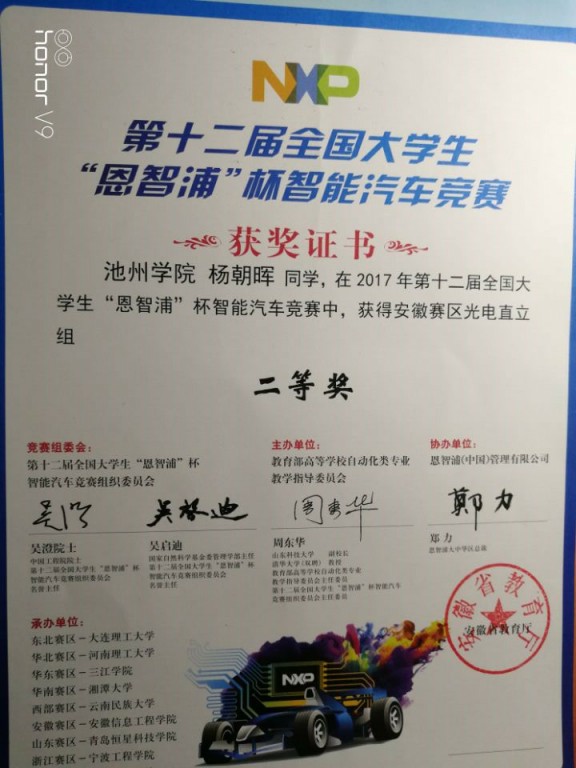 honor V9
NXP
第十二届全国大学生
“恩智浦”杯智能汽车竞赛
获奖证书
池州学院 杨朝晖 同学，在 2017 年第十二届全国大
学生 “恩智浦” 杯智能汽车竞赛中，获得安徽赛区光电直立
组
二等奖
竞赛组委会：
第十二届全国大学生“恩智浦”杯
智能汽车竞赛组织委员会
主办单位：
教育部高等学校自动化类专业
教学指导委员会
协办单位：
恩智浦(中国)管理有限公司
吴澄
吴启迪
周东华
郑力
吴澄院士
中国工程院院士
第十二届全国大学生“恩智浦”杯
智能汽车竞赛组织委员会
名誉主任
吴启迪
国家自然科学基金委管理学部主任
第十二届全国大学生“恩智浦”杯
智能汽车竞赛组织委员会
名誉主任
周东华
山东科技大学 副校长
清华大学(双聘) 教授
教育部高等学校自动化类专业
教学指导委员会主任委员
第十二届全国大学生“恩智浦”杯智能汽车
竞赛组织委员会主任委员
郑 力
恩智浦大中华区总裁
安徽省教育厅
安徽省教育厅
承办单位：
东北赛区－大连理工大学
华北赛区－河南理工大学
华东赛区－三江学院
华南赛区－湘潭大学
西部赛区－云南民族大学
安徽赛区－安徽信息工程学院
山东赛区－青岛恒星科技学院
浙江赛区－宁波工程学院
NXP